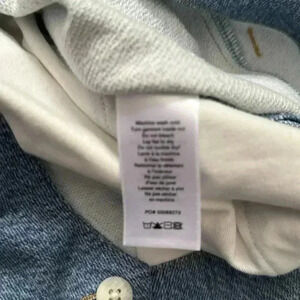 Machine wash cold
Turn garment inside out
Do not bleach
Lay flat to dry
Do not tumble dry
Laver à la machine
à l'eau froide
Retourner le vêtement
à l'envers
Ne pas utiliser
d'eau de javel
Laisser sécher à plat
Ne pas sécher
en machine